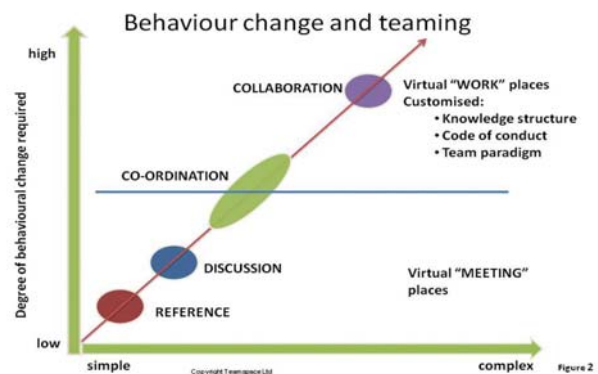 Behaviour change and teaming
high
COLLABORATION
Virtual "WORK" places
Customised:
• Knowledge structure
• Code of conduct
• Team paradigm
CO-ORDINATION
Degree of behavioural change required
DISCUSSION
Virtual "MEETING"
places
REFERENCE
low
simple
complex
Copyright Teamspace Ltd
Figure 2